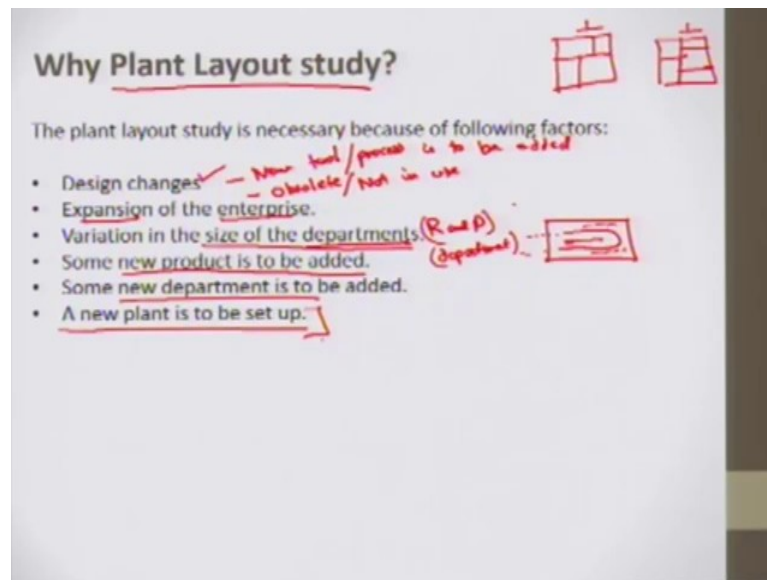 Why Plant Layout study?
The plant layout study is necessary because of following factors:
- New tool/process is to be added
• Design changes - Obsolete/Not in use
• Expansion of the enterprise.
• Variation in the size of the departments. (R and D)
• Some new product is to be added. (department)
• Some new department is to be added.
• A new plant is to be set up.